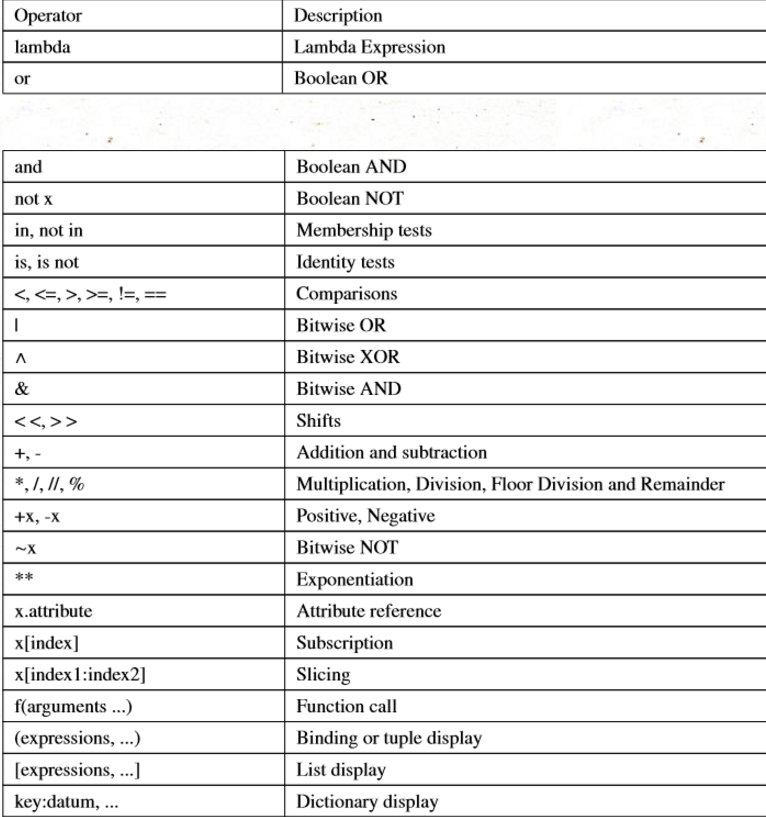 Operator Description
lambda Lambda Expression
or Boolean OR
and Boolean AND
not x Boolean NOT
in, not in Membership tests
is, is not Identity tests
<, <=, >, >=, !=, == Comparisons
| Bitwise OR
^ Bitwise XOR
& Bitwise AND
< <, > > Shifts
+, - Addition and subtraction
*, /, //, % Multiplication, Division, Floor Division and Remainder
+x, -x Positive, Negative
~x Bitwise NOT
** Exponentiation
x.attribute Attribute reference
x[index] Subscription
x[index1:index2] Slicing
f(arguments ...) Function call
(expressions, ...) Binding or tuple display
[expressions, ...] List display
key:datum, ... Dictionary display